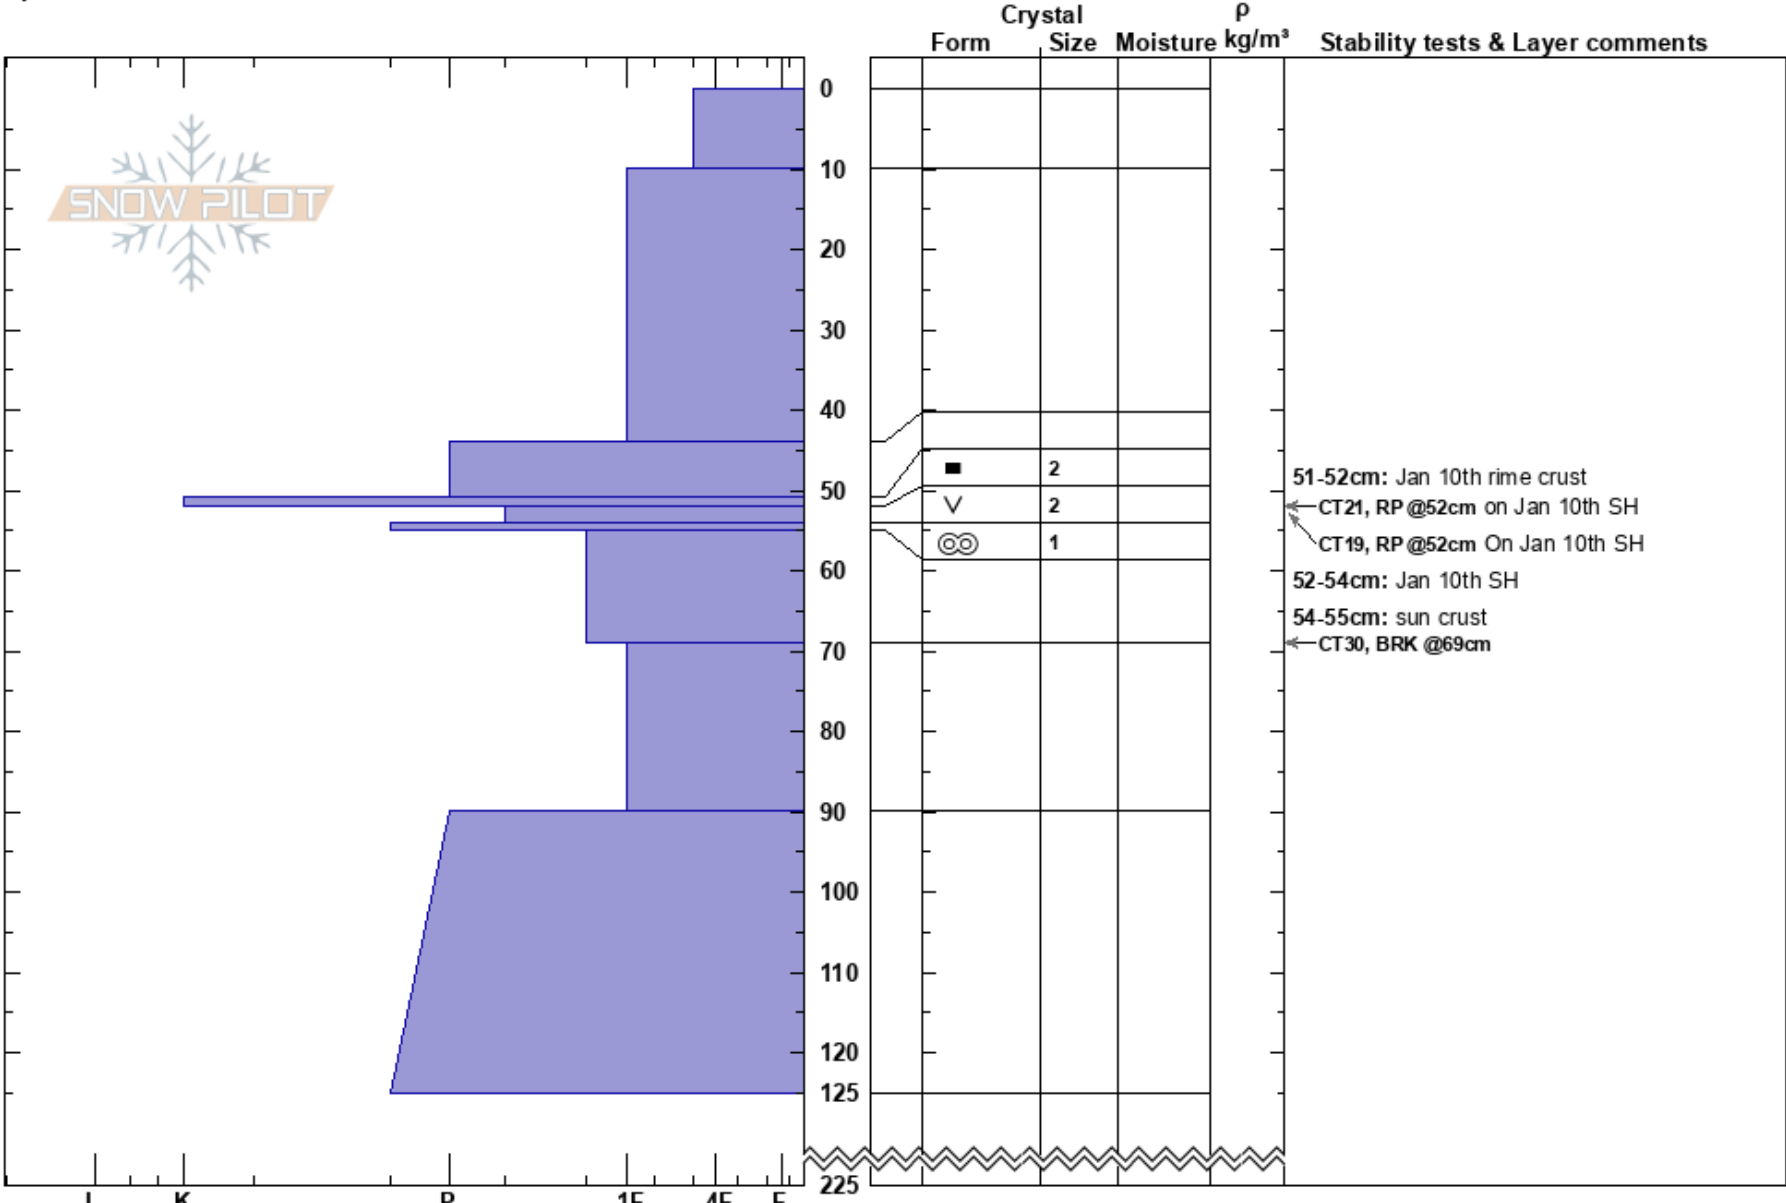 Crystal
ρ
Form Size Moisture kg/m³ Stability tests & Layer comments
SNOW PILOT
0
10
20
30
40
50
60
70
80
90
100
110
120
125
225
2
2
1
51-52cm: Jan 10th rime crust
CT21, RP @52cm on Jan 10th SH
CT19, RP @52cm On Jan 10th SH
52-54cm: Jan 10th SH
54-55cm: sun crust
CT30, BRK @69cm
I K P 1F 4F F